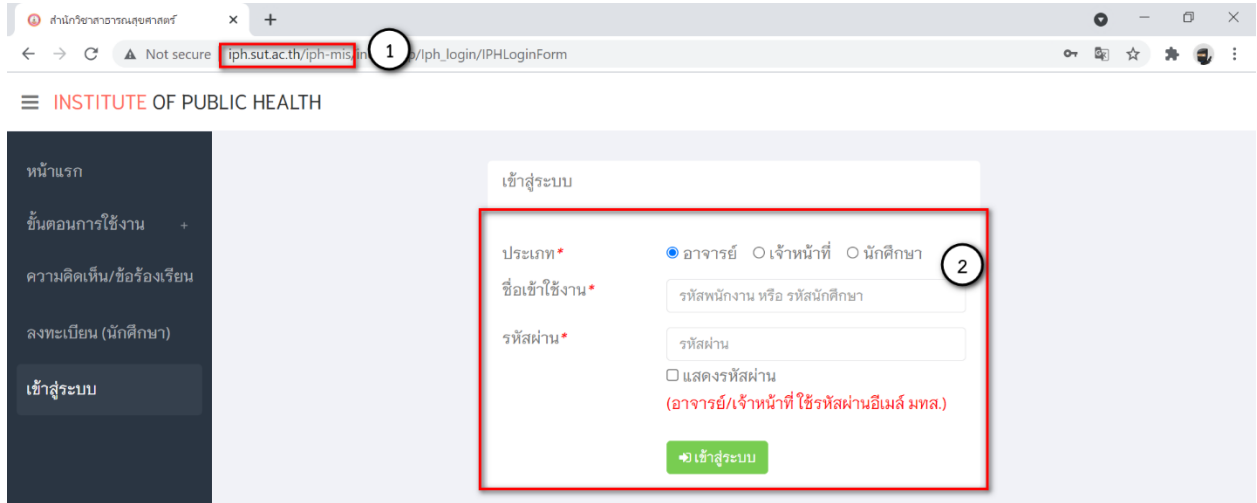 สำนักวิชาสาธารณสุขศาสตร์
Not secure iph.sut.ac.th/iph-mis/in /Iph_login/IPHLoginForm
1
INSTITUTE OF PUBLIC HEALTH
หน้าแรก
ขั้นตอนการใช้งาน +
ความคิดเห็น/ข้อร้องเรียน
ลงทะเบียน (นักศึกษา)
เข้าสู่ระบบ
เข้าสู่ระบบ
ประเภท* อาจารย์ เจ้าหน้าที่ นักศึกษา
2
ชื่อเข้าใช้งาน* รหัสพนักงาน หรือ รหัสนักศึกษา
รหัสผ่าน* รหัสผ่าน
แสดงรหัสผ่าน
(อาจารย์/เจ้าหน้าที่ ใช้รหัสผ่านอีเมล์ มทส.)
เข้าสู่ระบบ